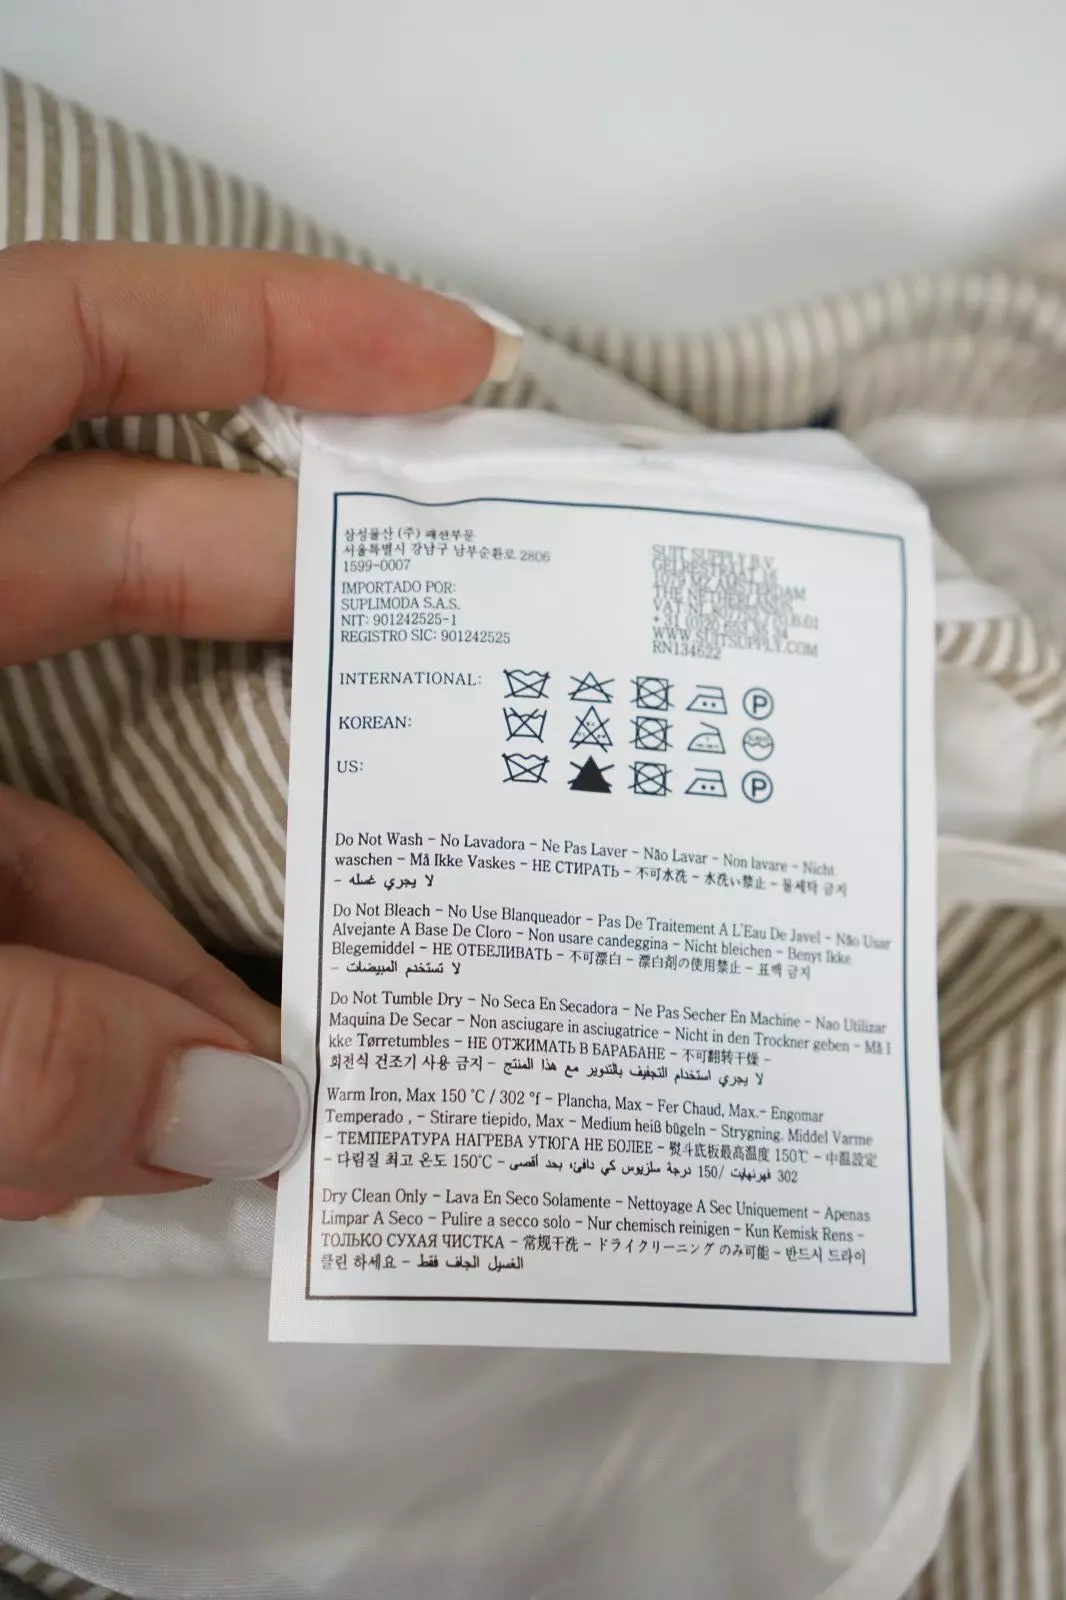 삼성물산 (주) 패션부문
서울특별시 강남구 남부순환로 2806
1599-0007
IMPORTADO POR:
SUPLIMODA S.A.S.
NIT: 901242525-1
REGISTRO SIC: 901242525
SUIT SUPPLY B.V.
1079 MZ AMSTERDAM
THE NETHERLANDS
WWW.SUITSUPPLY.COM
RN134622
INTERNATIONAL:
P
KOREAN:
US:
P
Do Not Wash - No Lavadora - Ne Pas Laver - Não Lavar - Non lavare - Nicht
waschen - Må Ikke Vaskes - НЕ СТИРАТЬ - 不可水洗 - 水洗い禁止 - 물세탁 금지
- لا يجري غسله
Do Not Bleach - No Use Blanqueador - Pas De Traitement A L'Eau De Javel - Não Usar
Alvejante A Base De Cloro - Non usare candeggina - Nicht bleichen - Benyt Ikke
Blegemiddel - НЕ ОТБЕЛИВАТЬ - 不可漂白 - 漂白剤の使用禁止 - 표백 금지
- لا تستخدم المبيضات
Do Not Tumble Dry - No Seca En Secadora - Ne Pas Secher En Machine - Nao Utilizar
Maquina De Secar - Non asciugare in asciugatrice - Nicht in den Trockner geben - Må I
kke Tørretumbles - НЕ ОТЖИМАТЬ В БАРАБАНЕ - 不可翻转干燥 -
회전식 건조기 사용 금지 - لا يجري استخدام التجفيف بالتدوير مع هذا المنتج
Warm Iron, Max 150 °C / 302 °f - Plancha, Max - Fer Chaud, Max.- Engomar
Temperado , - Stirare tiepido, Max - Medium heiß bügeln - Strygning. Middel Varme
- ТЕМПЕРАТУРА НАГРЕВА УТЮГА НЕ БОЛЕЕ - 熨斗底板最高温度 150℃ - 中温設定
- 다림질 최고 온도 150℃ - 302 فهرنهايت /150 درجة سلزيوس كي دافئ، بحد أقصى
Dry Clean Only - Lava En Seco Solamente - Nettoyage A Sec Uniquement - Apenas
Limpar A Seco - Pulire a secco solo - Nur chemisch reinigen - Kun Kemisk Rens -
ТОЛЬКО СУХАЯ ЧИСТКА - 常规干洗 - ドライクリーニング のみ可能 - 반드시 드라이
클린 하세요 - الغسيل الجاف فقط